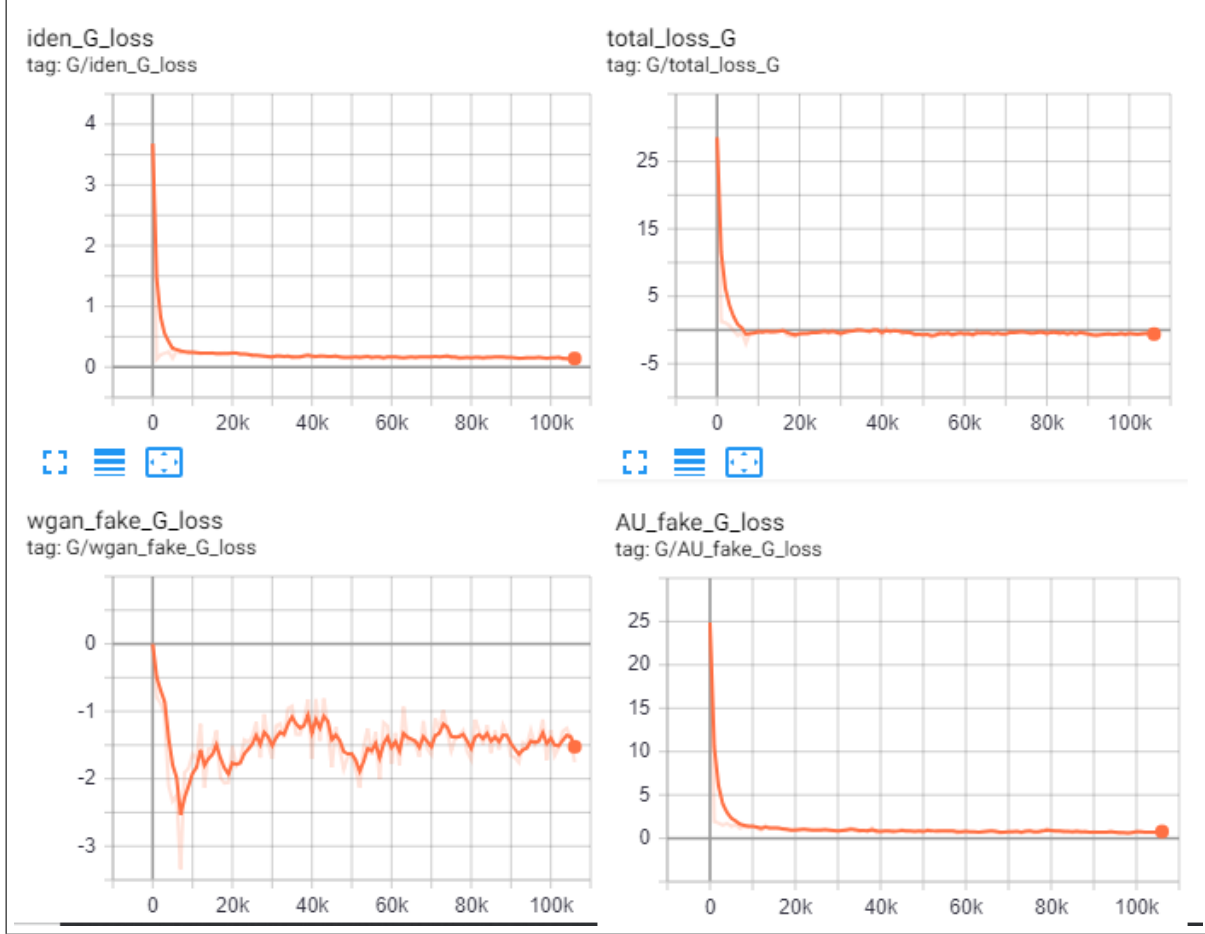 iden_G_loss
tag: G/iden_G_loss
4
3
2
1
0
0 20k 40k 60k 80k 100k
total_loss_G
tag: G/total_loss_G
25
15
5
-5
0 20k 40k 60k 80k 100k
wgan_fake_G_loss
tag: G/wgan_fake_G_loss
0
-1
-2
-3
0 20k 40k 60k 80k 100k
AU_fake_G_loss
tag: G/AU_fake_G_loss
25
20
15
10
5
0
0 20k 40k 60k 80k 100k